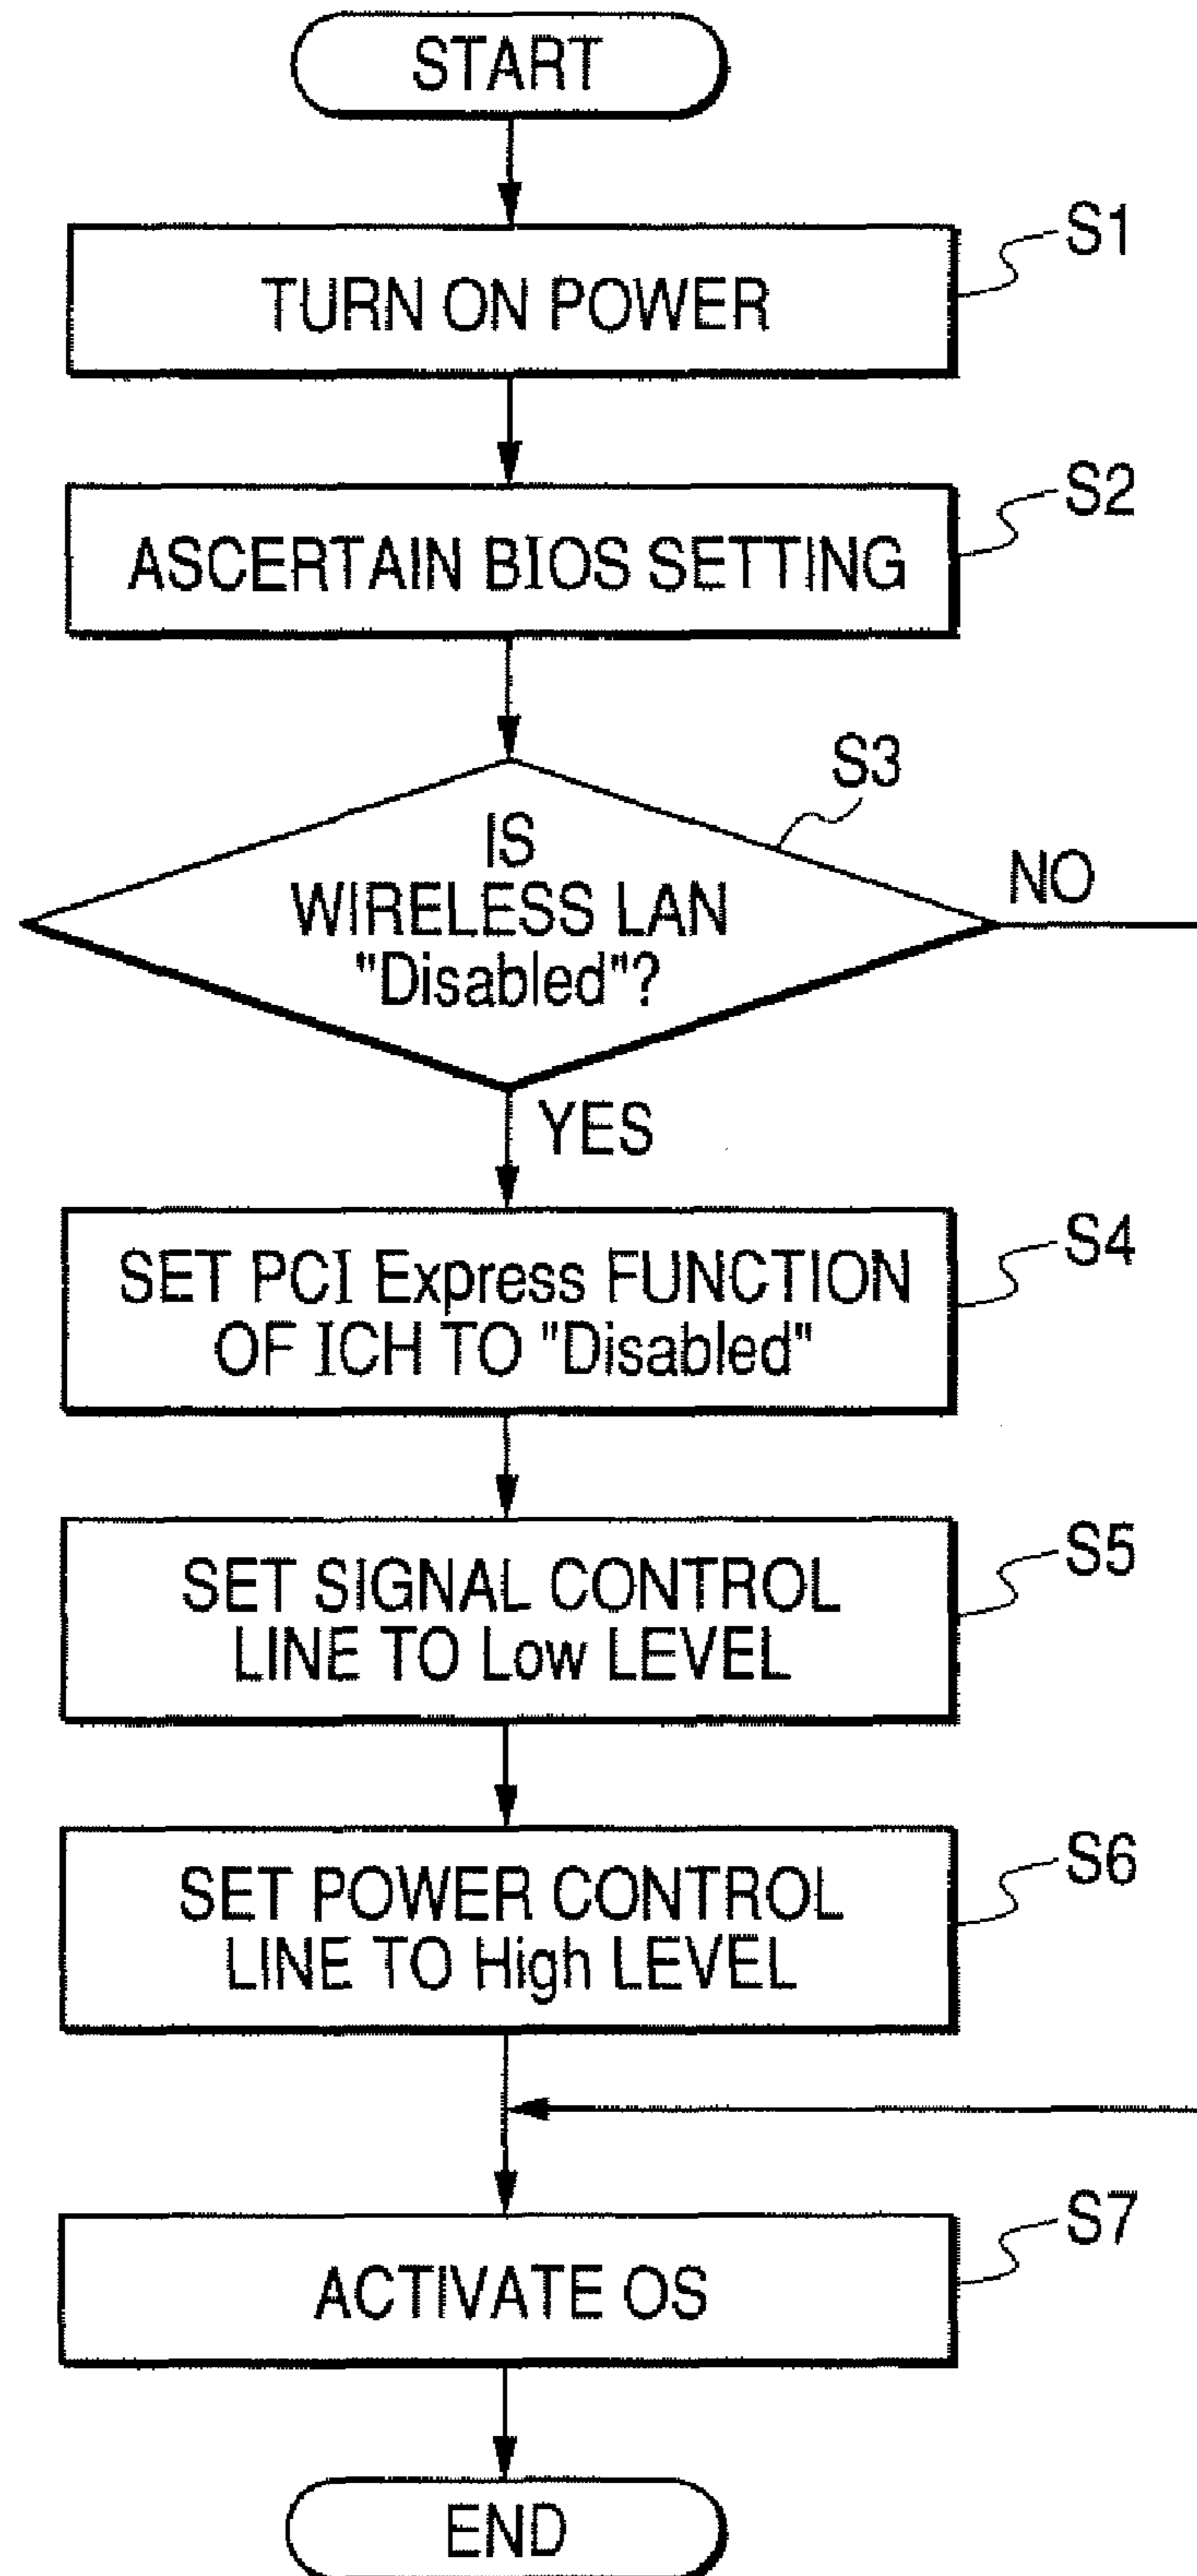 START
TURN ON POWER
S1
ASCERTAIN BIOS SETTING
S2
IS
WIRELESS LAN
"Disabled"?
S3
NO
YES
SET PCI Express FUNCTION
OF ICH TO "Disabled"
S4
SET SIGNAL CONTROL
LINE TO Low LEVEL
S5
SET POWER CONTROL
LINE TO High LEVEL
S6
ACTIVATE OS
S7
END